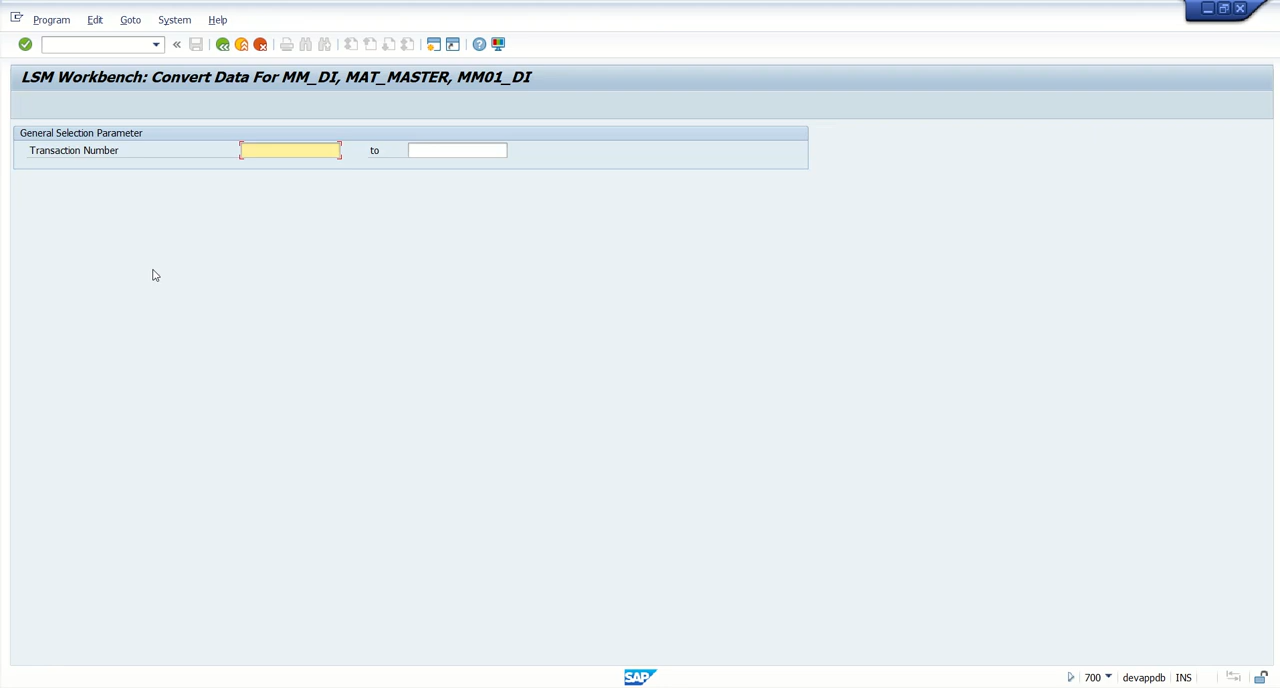 Program Edit Goto System Help
LSM Workbench: Convert Data For MM_DI, MAT_MASTER, MM01_DI
General Selection Parameter
Transaction Number to
SAP 700 devappdb INS